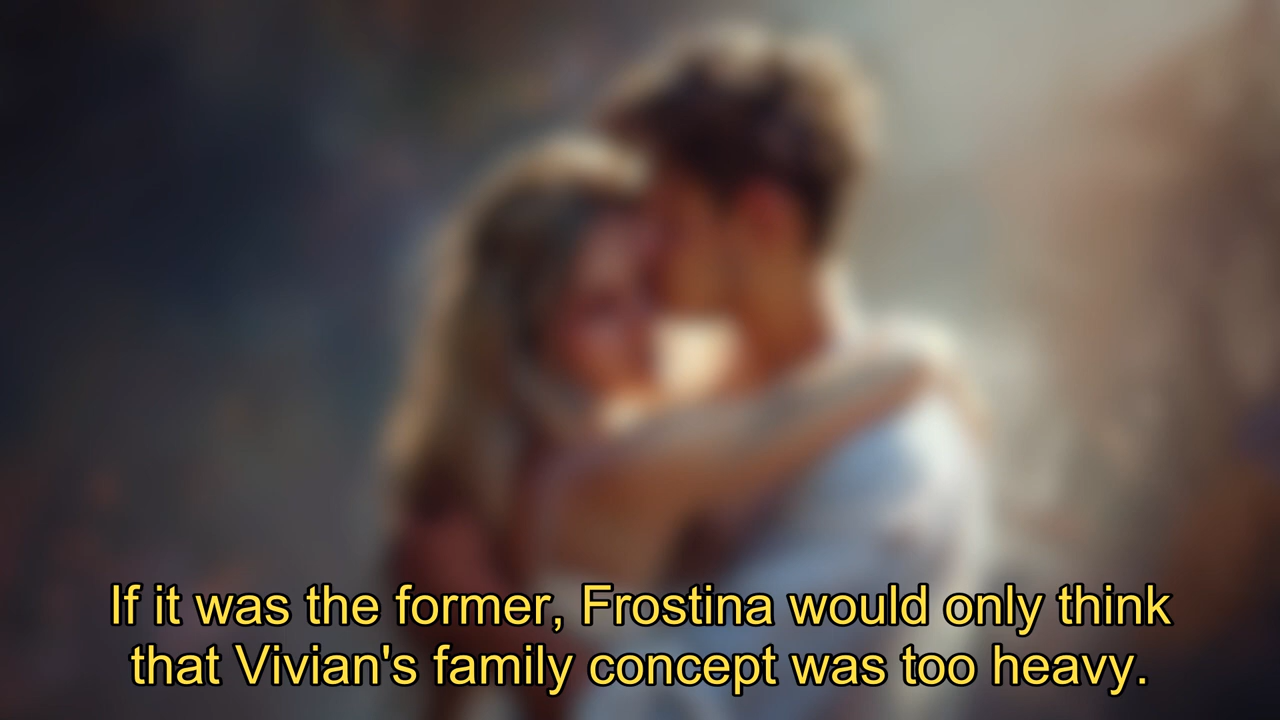 If it was the former, Frostina would only think
that Vivian's family concept was too heavy.